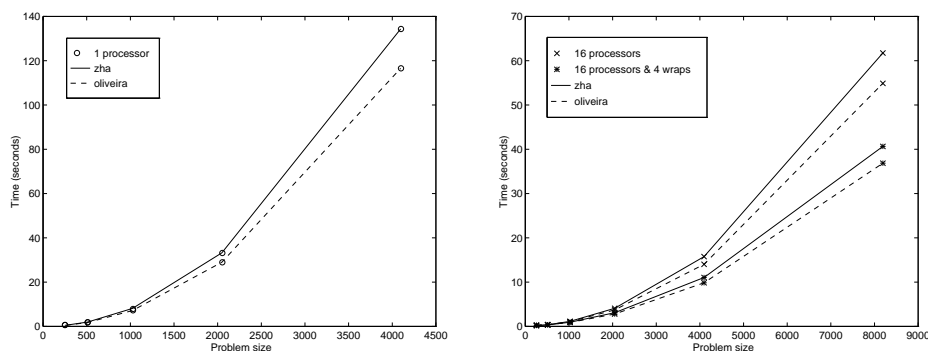 140
120
100
80
60
40
20
0
Time (seconds)
1 processor
zha
oliveira
0 500 1000 1500 2000 2500 3000 3500 4000 4500
Problem size
70
60
50
40
30
20
10
0
Time (seconds)
16 processors
16 processors & 4 wraps
zha
oliveira
0 1000 2000 3000 4000 5000 6000 7000 8000 9000
Problem size